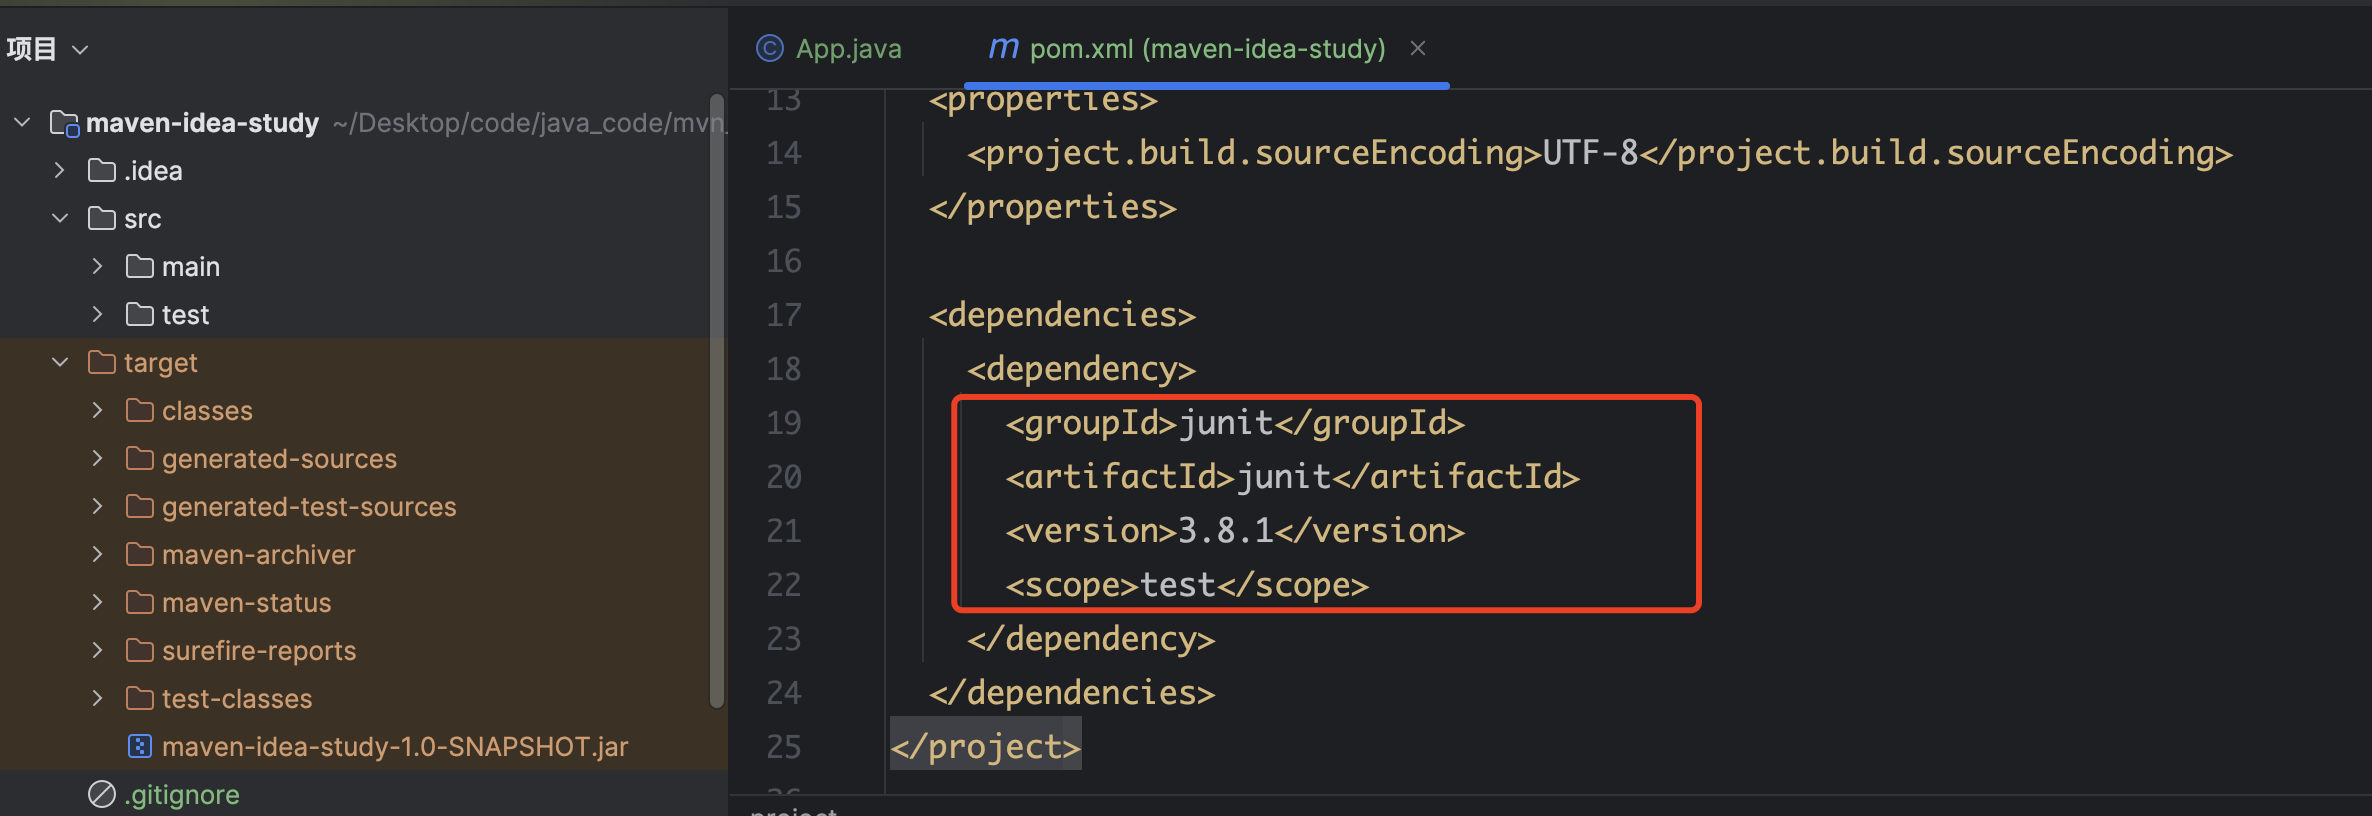 项目
maven-idea-study ~/Desktop/code/java_code/mvn_
.idea
src
main
test
target
classes
generated-sources
generated-test-sources
maven-archiver
maven-status
surefire-reports
test-classes
maven-idea-study-1.0-SNAPSHOT.jar
.gitignore
App.java
m pom.xml (maven-idea-study)
13 <properties>
14 <project.build.sourceEncoding>UTF-8</project.build.sourceEncoding>
15 </properties>
16
17 <dependencies>
18 <dependency>
19 <groupId>junit</groupId>
20 <artifactId>junit</artifactId>
21 <version>3.8.1</version>
22 <scope>test</scope>
23 </dependency>
24 </dependencies>
25 </project>
project